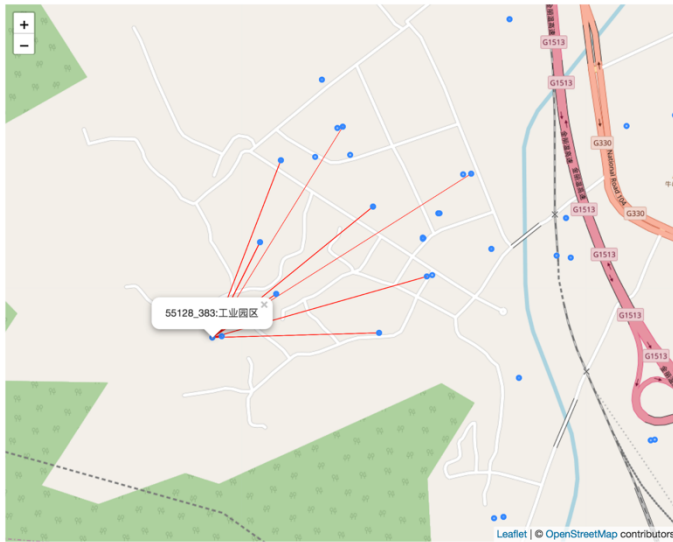 +
−
G1513
G1513
G330
National Road 104
G1513
G330
G1513
G1513
G1513
G1513
55128_383:工业园区
×
Leaflet | © OpenStreetMap contributors